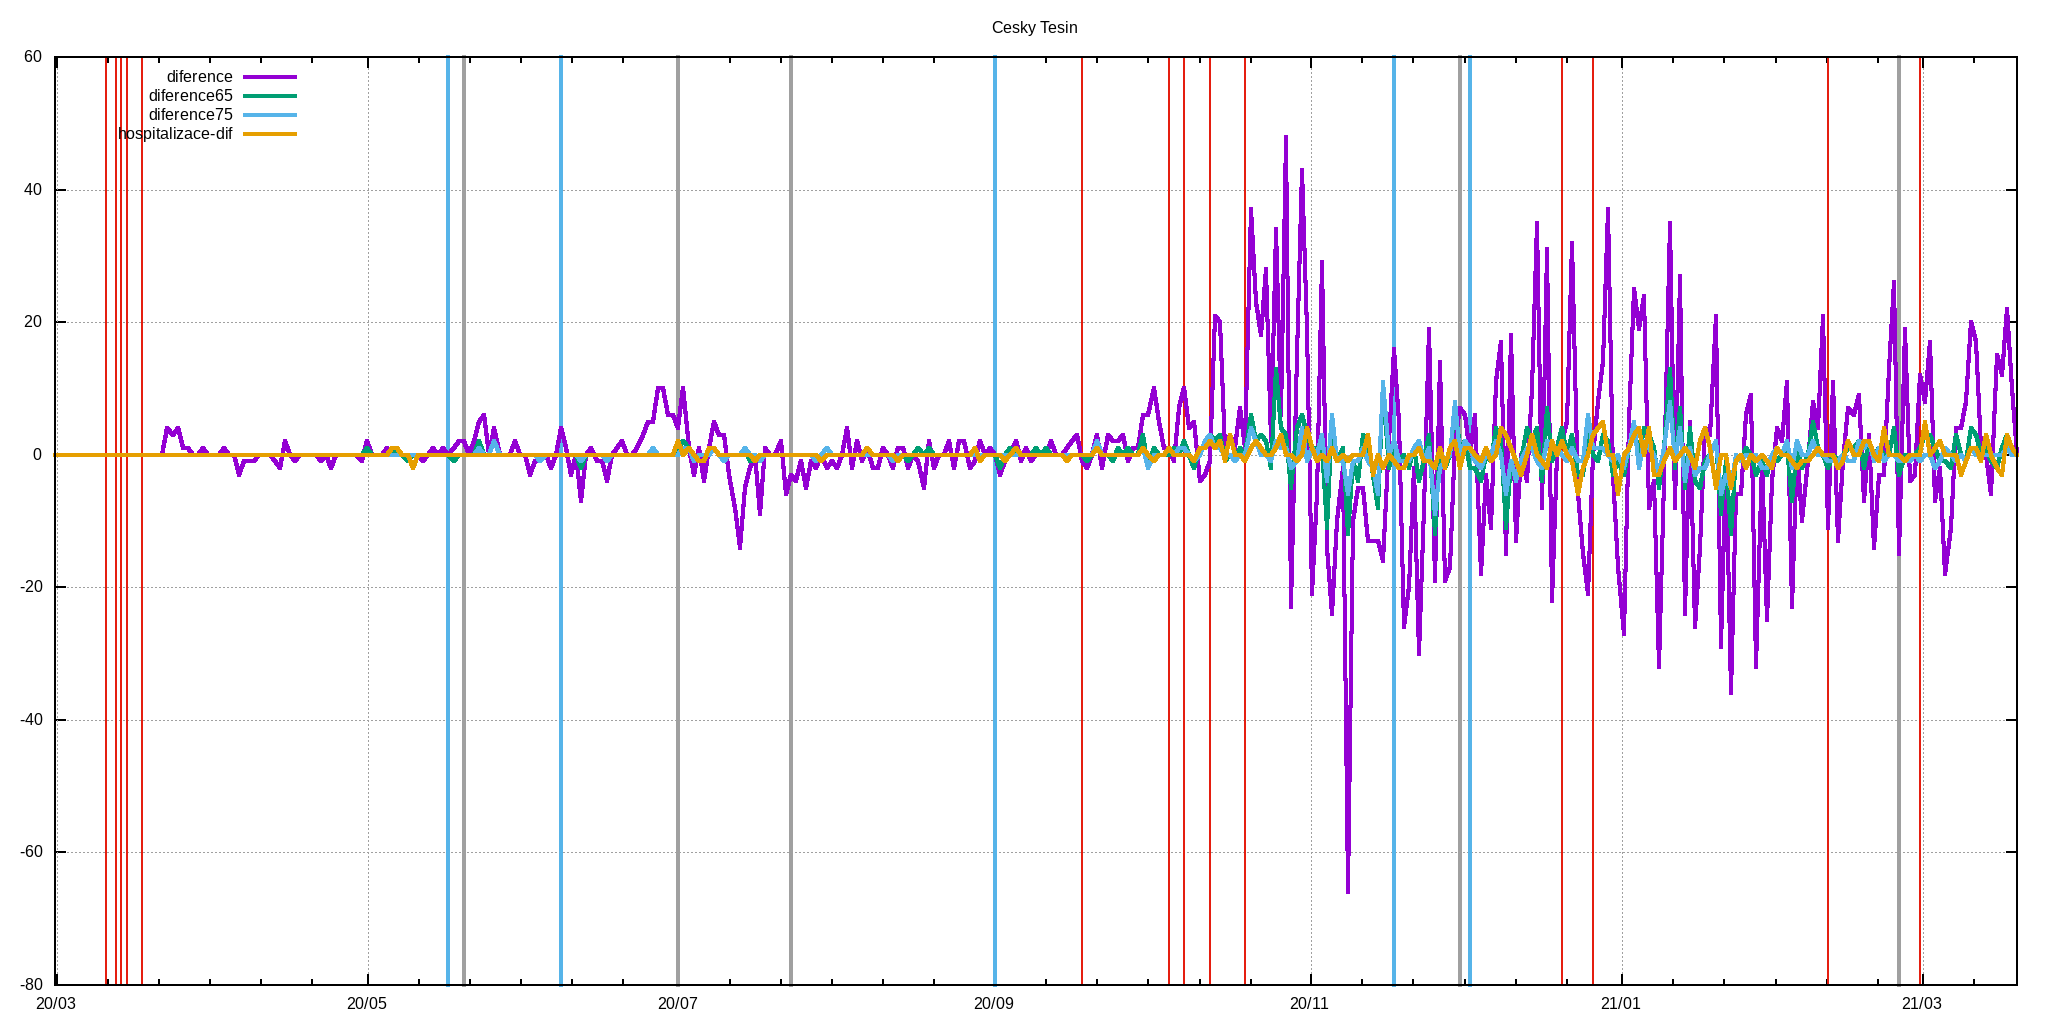 Cesky Tesin
60
40
20
0
-20
-40
-60
-80
diference
diference65
diference75
hospitalizace-dif
20/03 20/05 20/07 20/09 20/11 21/01 21/03